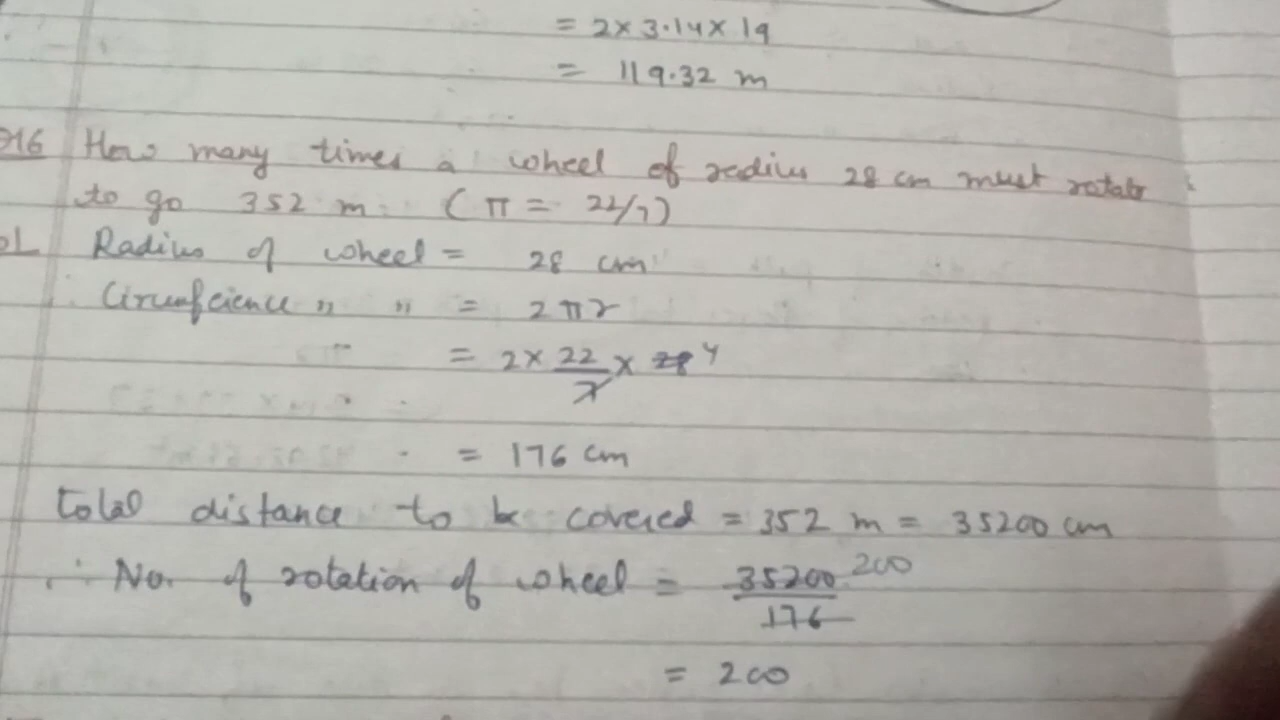 = 2×3.14×19
= 119.32 m
Q16 How many times a wheel of radius 28 cm must rotate
to go 352 m. (π = 22/7)
ol Radius of wheel = 28 cm
Circumfcience " " = 2πr
= 2×22/7×28 4
= 176 cm
total distance to be covered = 352 m = 35200 cm
∴ No. of rotation of wheel = 35200/176 200
= 200